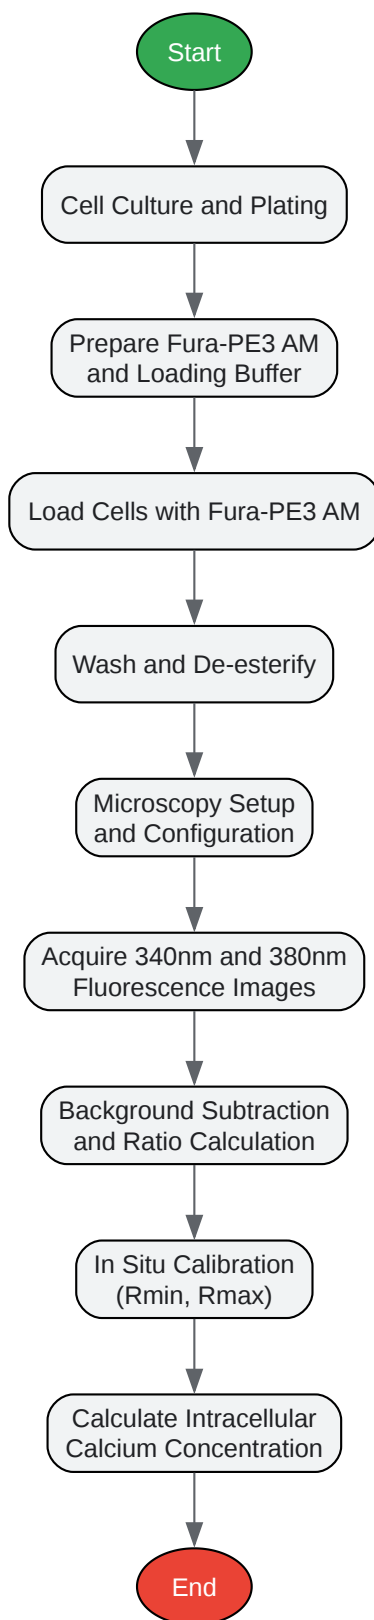 Start
Cell Culture and Plating
Prepare Fura-PE3 AM
and Loading Buffer
Load Cells with Fura-PE3 AM
Wash and De-esterify
Microscopy Setup
and Configuration
Acquire 340nm and 380nm
Fluorescence Images
Background Subtraction
and Ratio Calculation
In Situ Calibration
(Rmin, Rmax)
Calculate Intracellular
Calcium Concentration
End